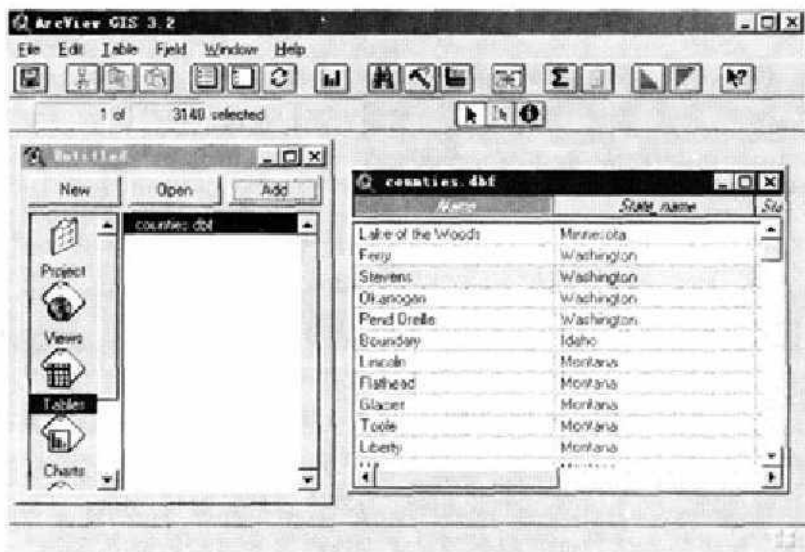 ArcView GIS 3.2
File Edit Table Field Window Help
1 of 3140 selected
Untitled
New Open Add
counties.dbf
Project
Views
Tables
Charts
counties.dbf
Name State_name Sta
Lake of the Woods Minnesota
Ferry Washington
Stevens Washington
Okanogan Washington
Pend Oreille Washington
Boundary Idaho
Lincoln Montana
Flathead Montana
Glacier Montana
Toole Montana
Liberty Montana